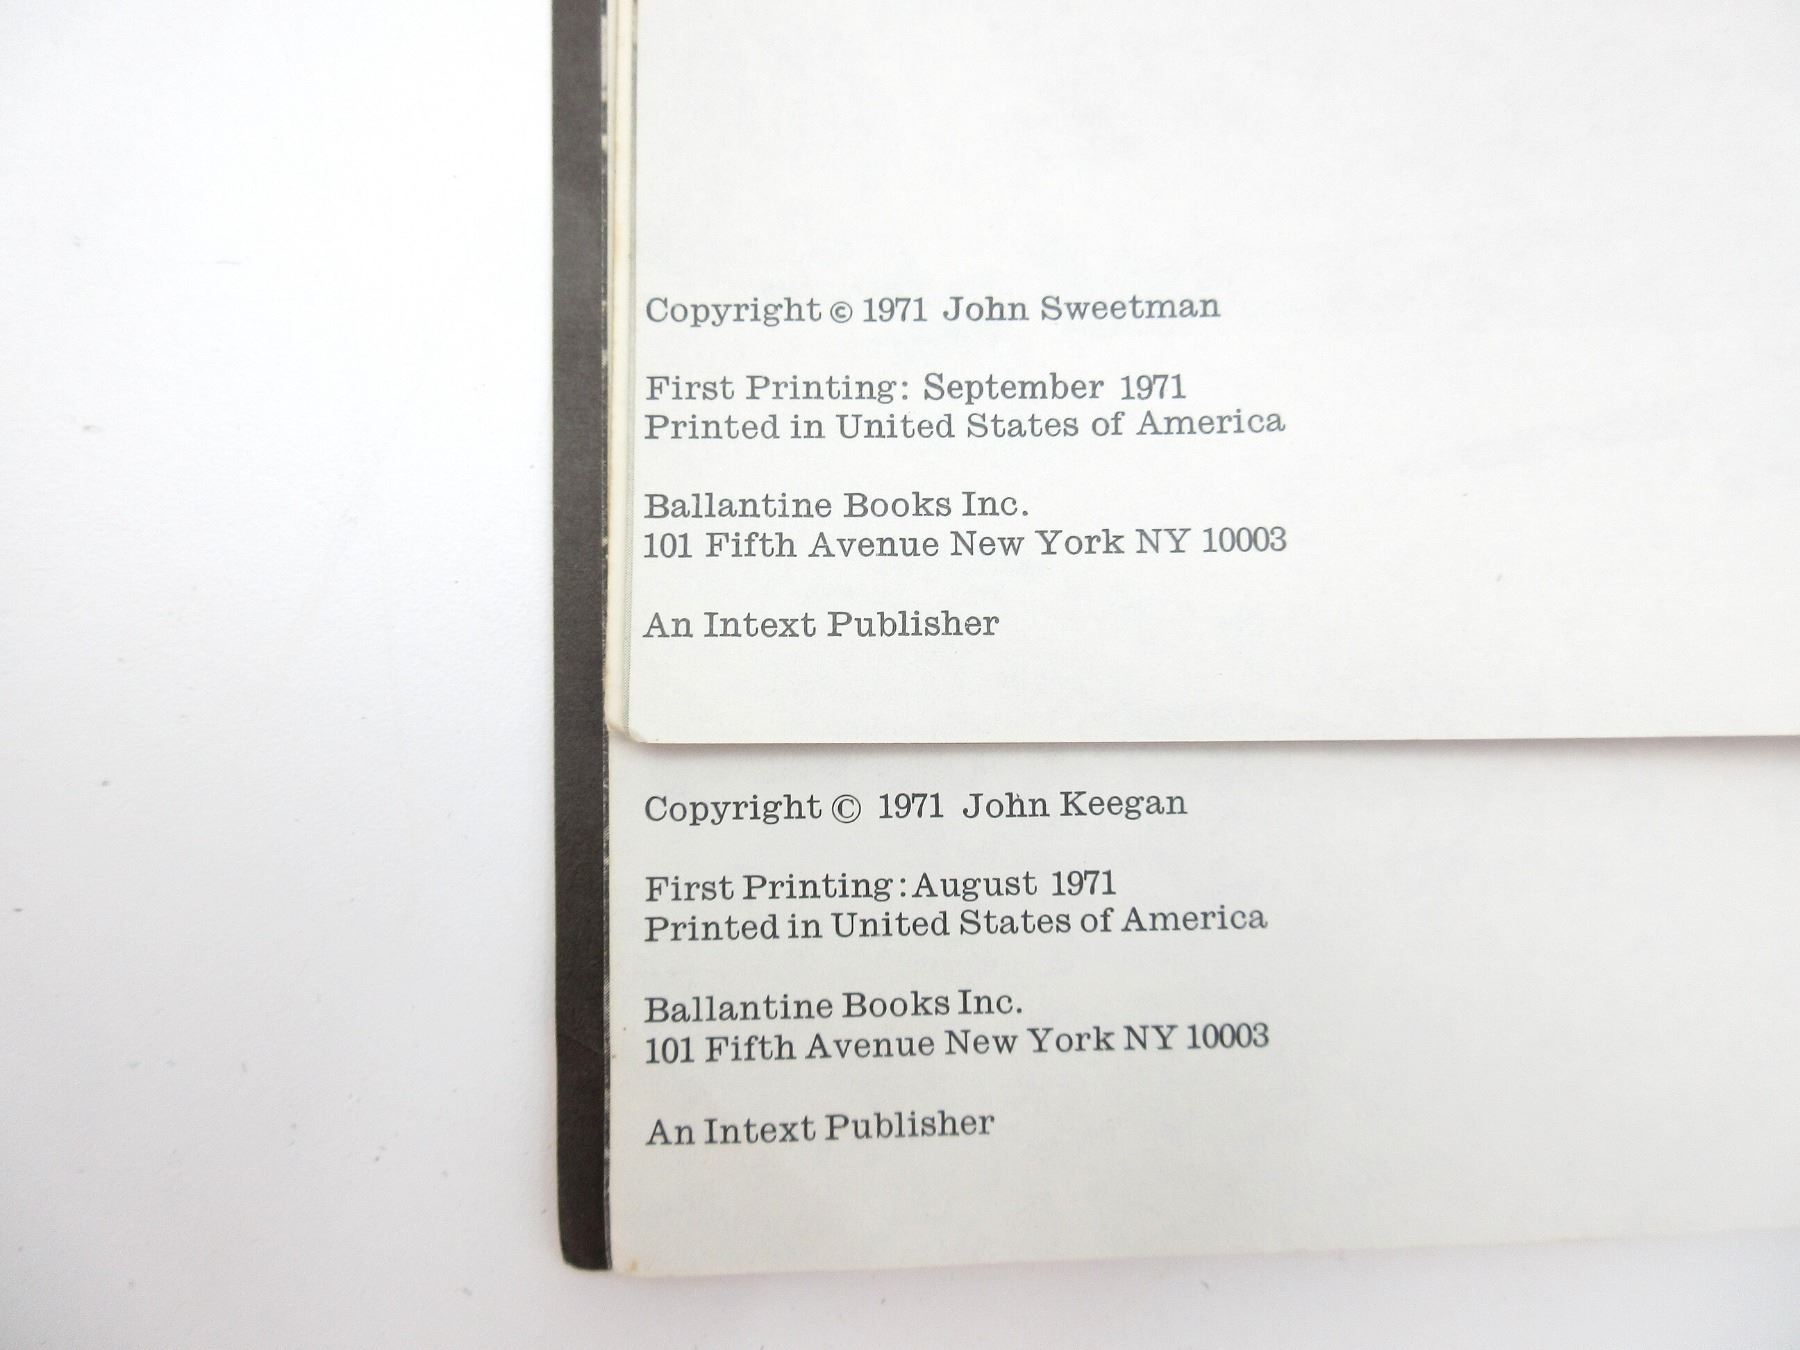 Copyright © 1971 John Sweetman
First Printing: September 1971
Printed in United States of America
Ballantine Books Inc.
101 Fifth Avenue New York NY 10003
An Intext Publisher
Copyright © 1971 John Keegan
First Printing: August 1971
Printed in United States of America
Ballantine Books Inc.
101 Fifth Avenue New York NY 10003
An Intext Publisher